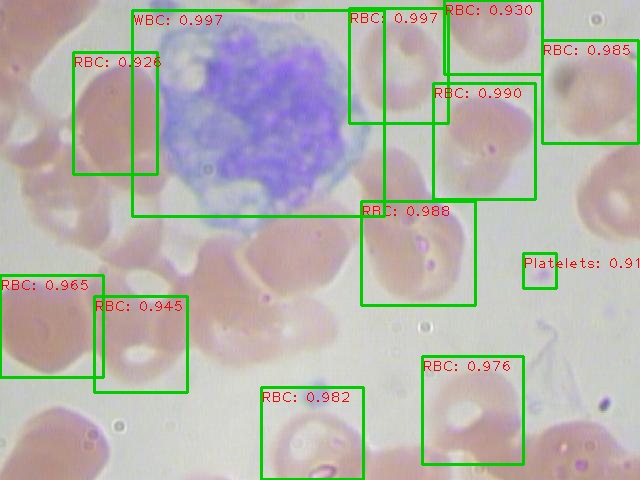 WBC: 0.997
RBC: 0.997
RBC: 0.930
RBC: 0.985
RBC: 0.926
RBC: 0.990
RBC: 0.988
Platelets: 0.91
RBC: 0.965
RBC: 0.945
RBC: 0.976
RBC: 0.982